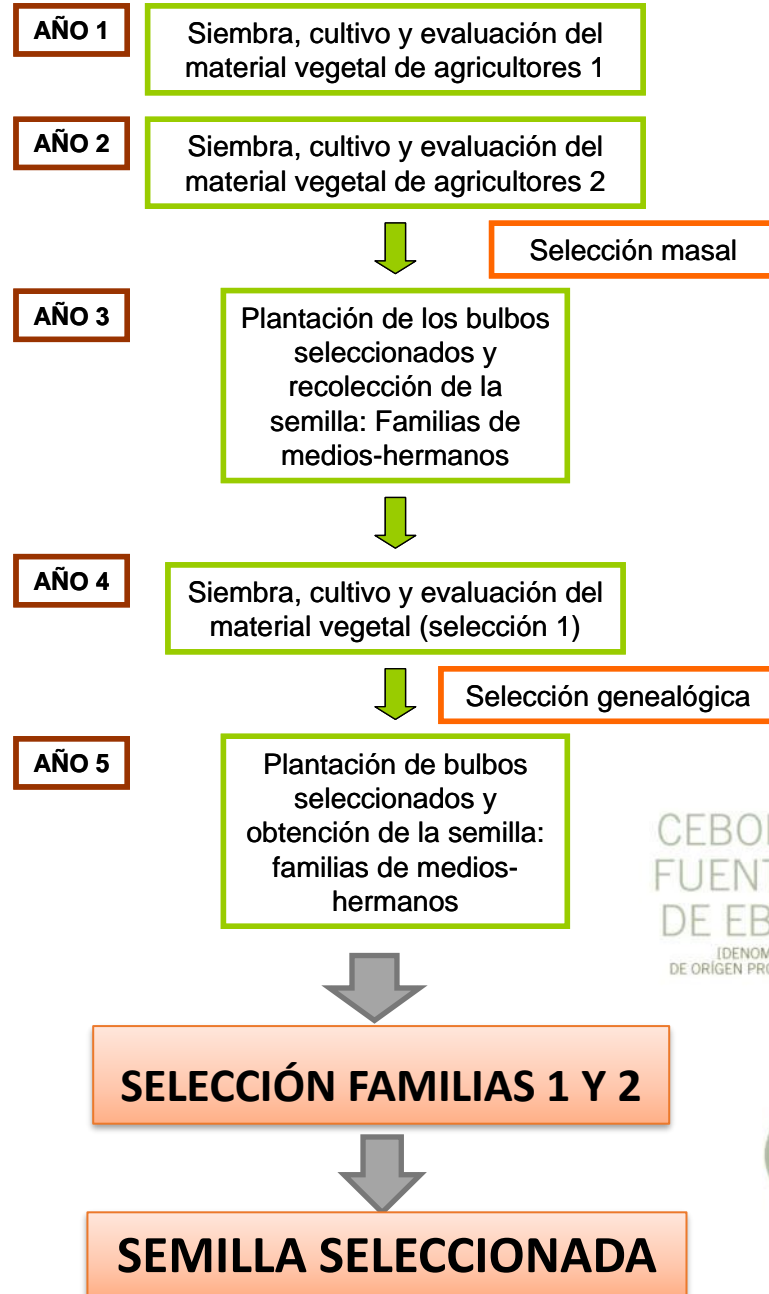 AÑO 1
Siembra, cultivo y evaluación del
material vegetal de agricultores 1
AÑO 2
Siembra, cultivo y evaluación del
material vegetal de agricultores 2
Selección masal
AÑO 3
Plantación de los bulbos
seleccionados y
recolección de la
semilla: Familias de
medios-hermanos
AÑO 4
Siembra, cultivo y evaluación del
material vegetal (selección 1)
Selección genealógica
AÑO 5
Plantación de bulbos
seleccionados y
obtención de la semilla:
familias de medios-
hermanos
DE
DE ORÍGEN
SELECCIÓN FAMILIAS 1 Y 2
SEMILLA SELECCIONADA